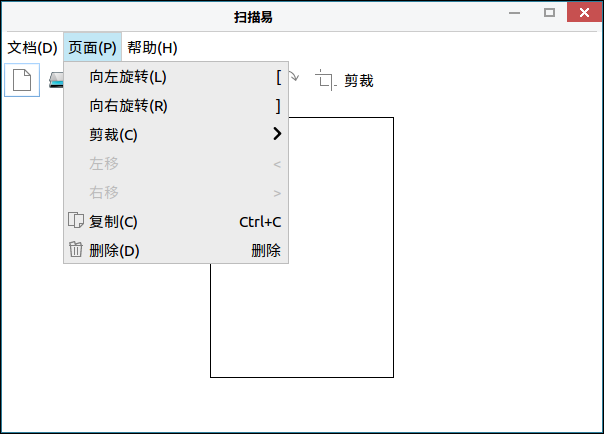 扫描易
文档(D) 页面(P) 帮助(H)
向左旋转(L) [
剪裁
向右旋转(R) ]
剪裁(C)
左移 <
右移 >
复制(C) Ctrl+C
删除(D) 删除